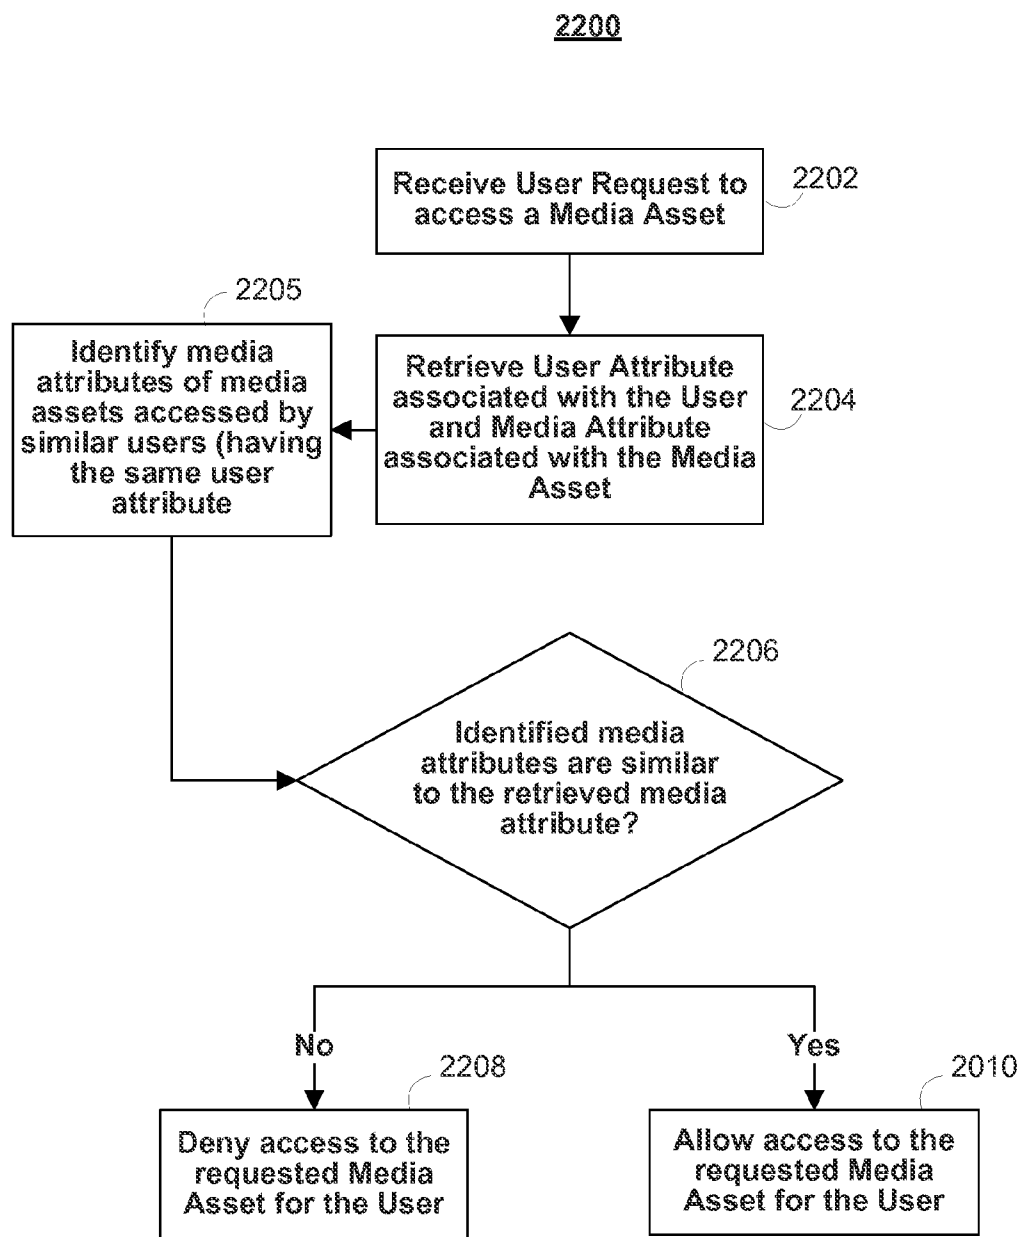 2200
Receive User Request to
access a Media Asset
2202
2205
Identify media
attributes of media
assets accessed by
similar users (having
the same user
attribute
Retrieve User Attribute
associated with the User
and Media Attribute
associated with the Media
Asset
2204
2206
Identified media
attributes are similar
to the retrieved media
attribute?
No
Yes
2208
2010
Deny access to the
requested Media
Asset for the User
Allow access to the
requested Media
Asset for the User